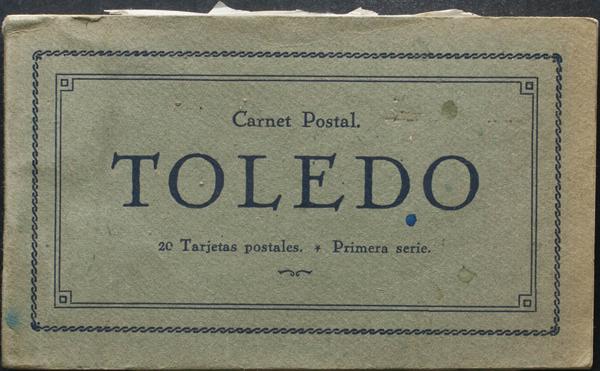 Carnet Postal.
TOLEDO
20 Tarjetas postales. * Primera serie.